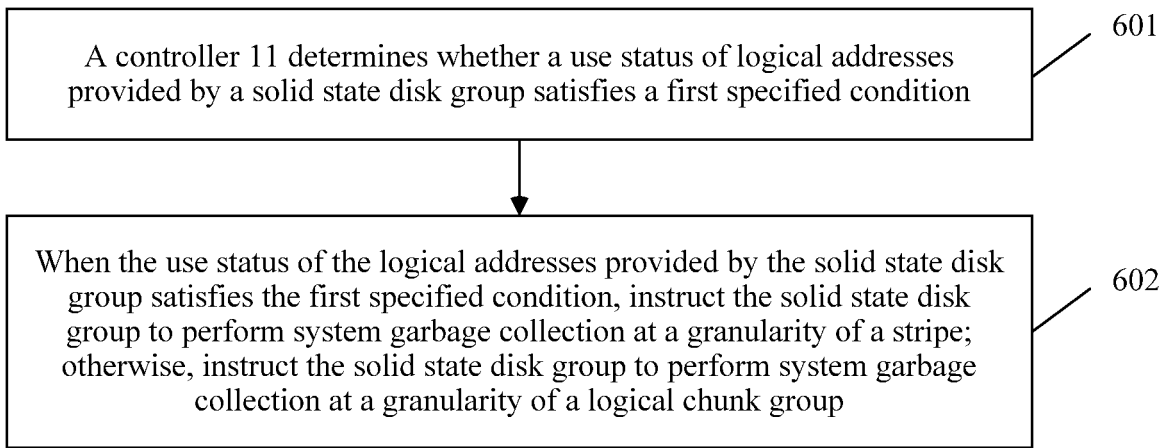 A controller 11 determines whether a use status of logical addresses
provided by a solid state disk group satisfies a first specified condition
601
When the use status of the logical addresses provided by the solid state disk
group satisfies the first specified condition, instruct the solid state disk
group to perform system garbage collection at a granularity of a stripe;
otherwise, instruct the solid state disk group to perform system garbage
collection at a granularity of a logical chunk group
602